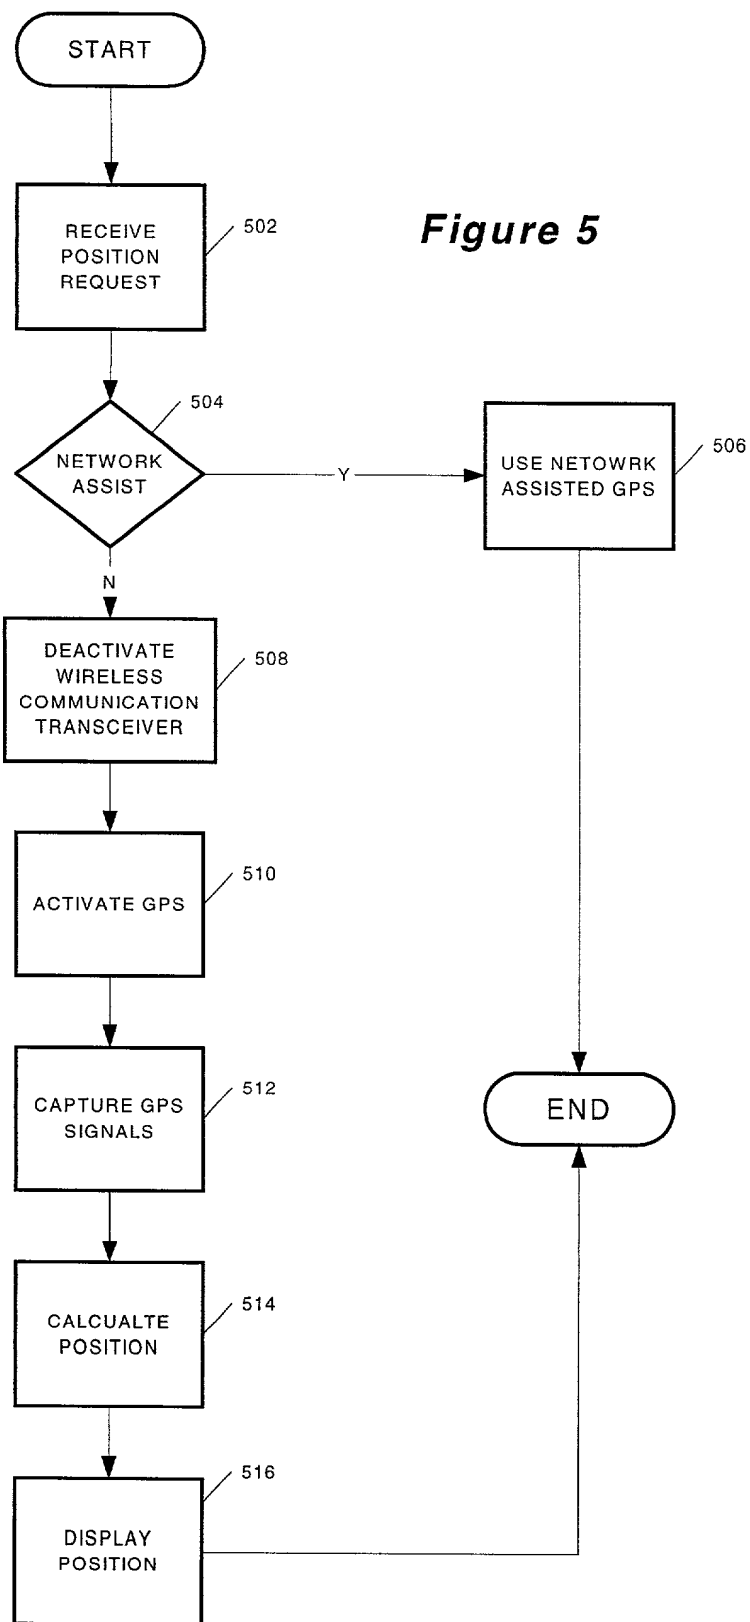 START
RECEIVE
POSITION
REQUEST
502
Figure 5
504
NETWORK
ASSIST
Y
USE NETOWRK
ASSISTED GPS
506
N
DEACTIVATE
WIRELESS
COMMUNICATION
TRANSCEIVER
508
ACTIVATE GPS
510
CAPTURE GPS
SIGNALS
512
END
CALCUALTE
POSITION
514
DISPLAY
POSITION
516